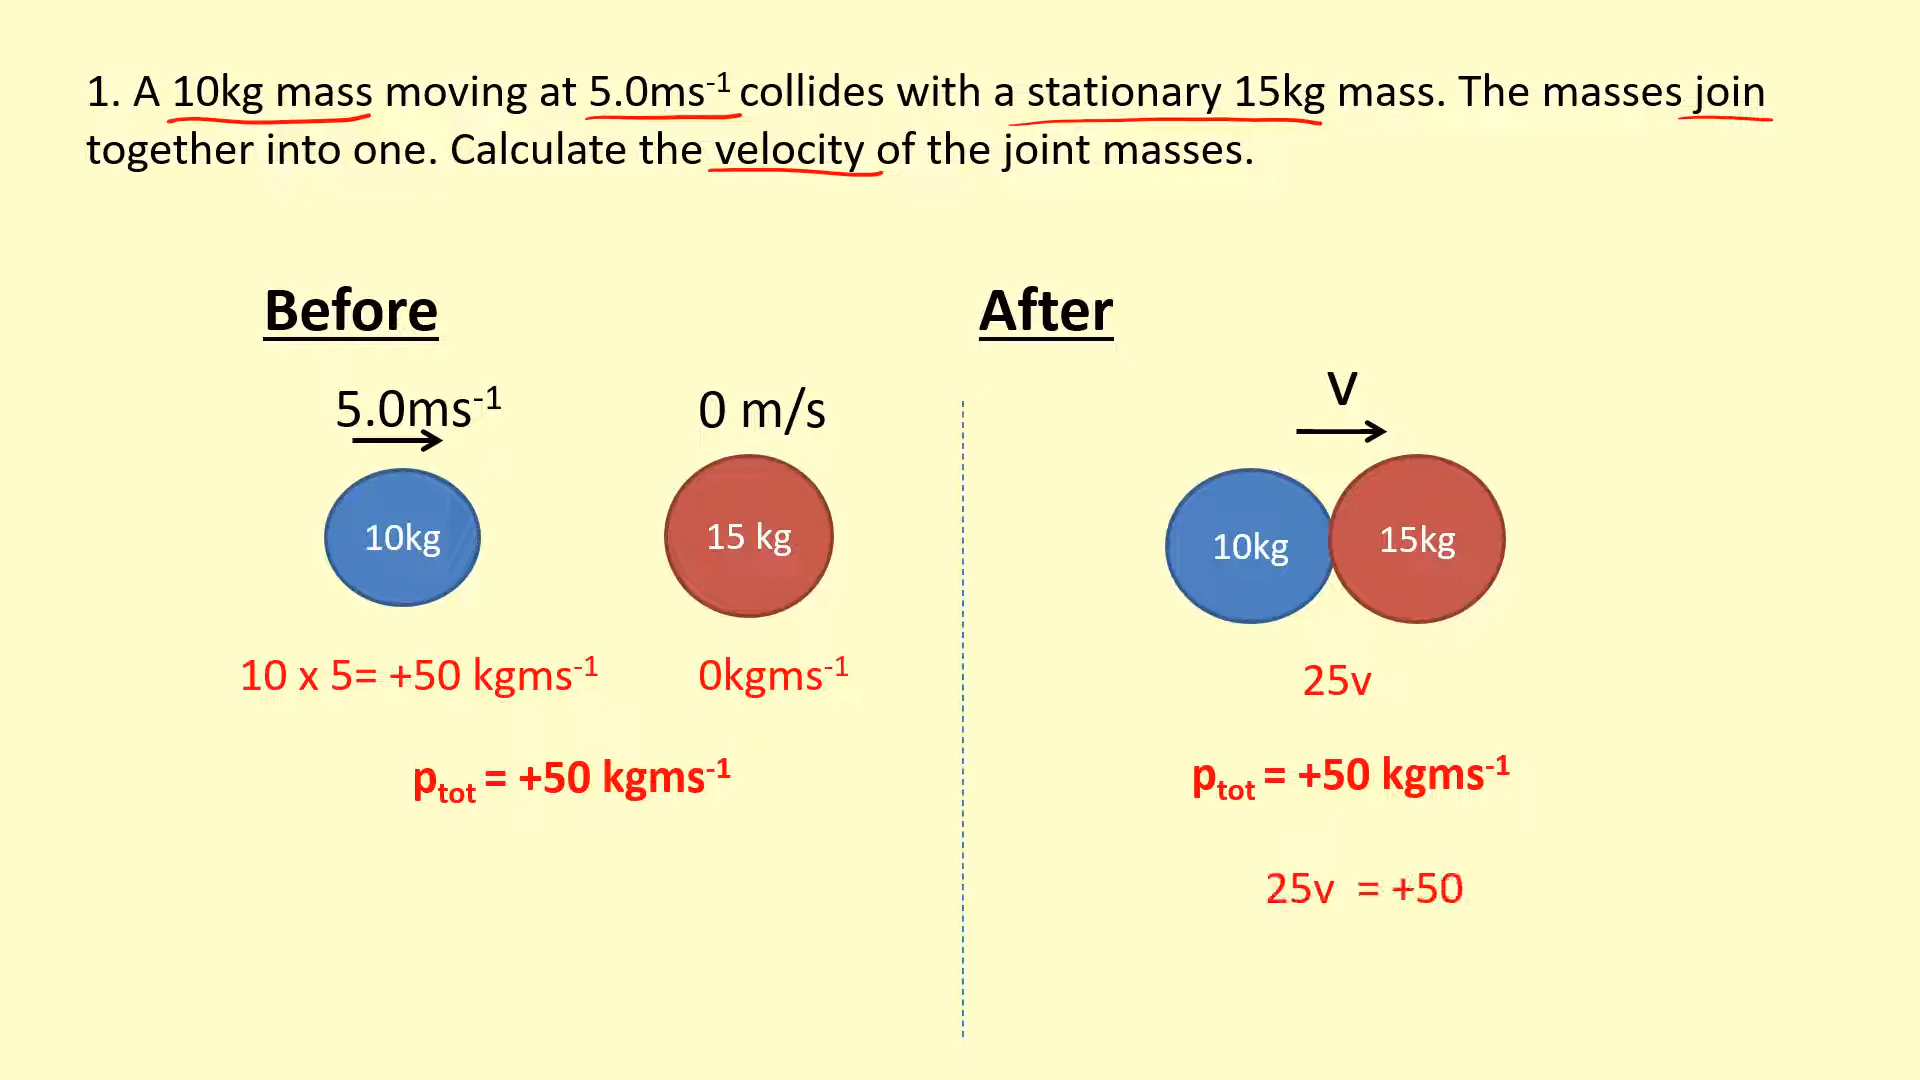 1. A 10kg mass moving at 5.0ms⁻¹ collides with a stationary 15kg mass. The masses join
together into one. Calculate the velocity of the joint masses.
Before
After
5.0ms⁻¹
0 m/s
v
10kg
15 kg
10kg
15kg
10 x 5= +50 kgms⁻¹
0kgms⁻¹
25v
pₜₒₜ = +50 kgms⁻¹
pₜₒₜ = +50 kgms⁻¹
25v = +50